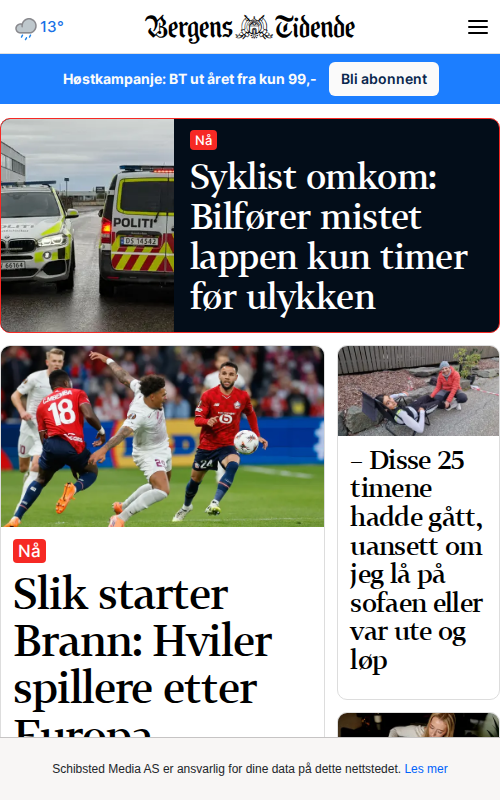 13°
Bergens Tidende
Høstkampanje: BT ut året fra kun 99,-
Bli abonnent
Nå
Syklist omkom:
Bilfører mistet
lappen kun timer
før ulykken
POLITI
Nå
Slik starter
Brann: Hviler
spillere etter
Europa
18
24
– Disse 25
timene
hadde gått,
uansett om
jeg lå på
sofaen eller
var ute og
løp
Schibsted Media AS er ansvarlig for dine data på dette nettstedet. Les mer